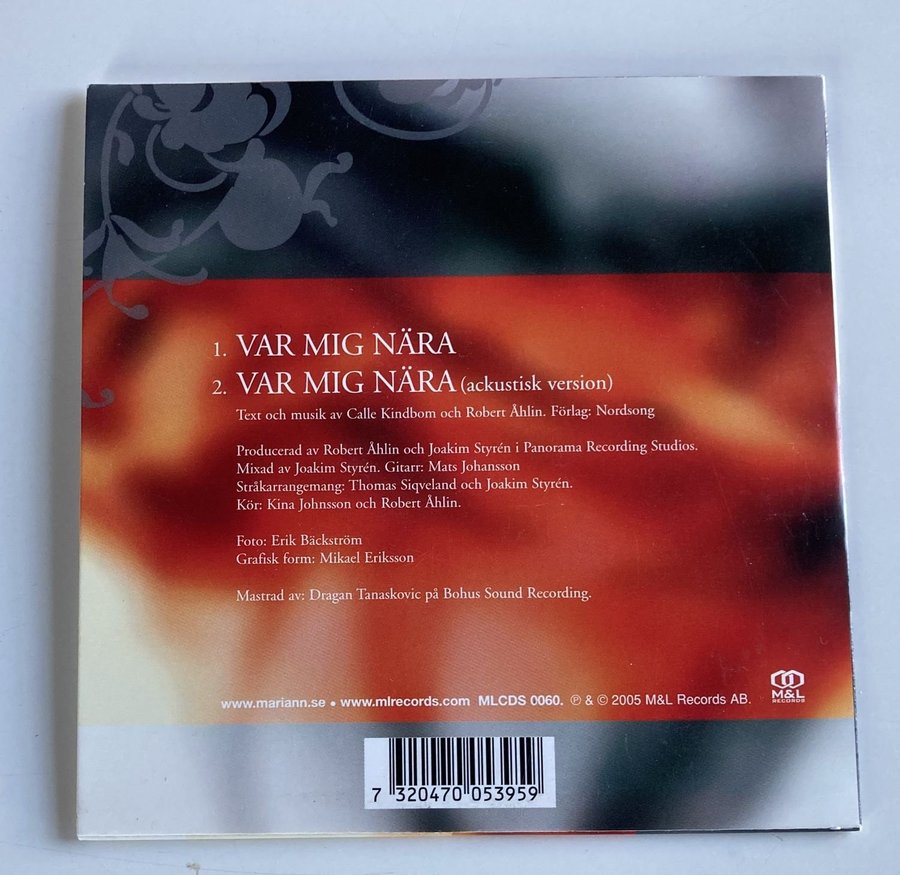 1. VAR MIG NÄRA
2. VAR MIG NÄRA (ackustisk version)
Text och musik av Calle Kindbom och Robert Åhlin. Förlag: Nordsong
Producerad av Robert Åhlin och Joakim Styrén i Panorama Recording Studios.
Mixad av Joakim Styrén. Gitarr: Mats Johansson
Stråkarrangemang: Thomas Siqveland och Joakim Styrén.
Kör: Kina Johnsson och Robert Åhlin.
Foto: Erik Bäckström
Grafisk form: Mikael Eriksson
Mastrad av: Dragan Tanaskovic på Bohus Sound Recording.
www.mariann.se • www.mlrecords.com MLCDS 0060. ℗ & © 2005 M&L Records AB.
M&L
RECORDS
7 320470 053959